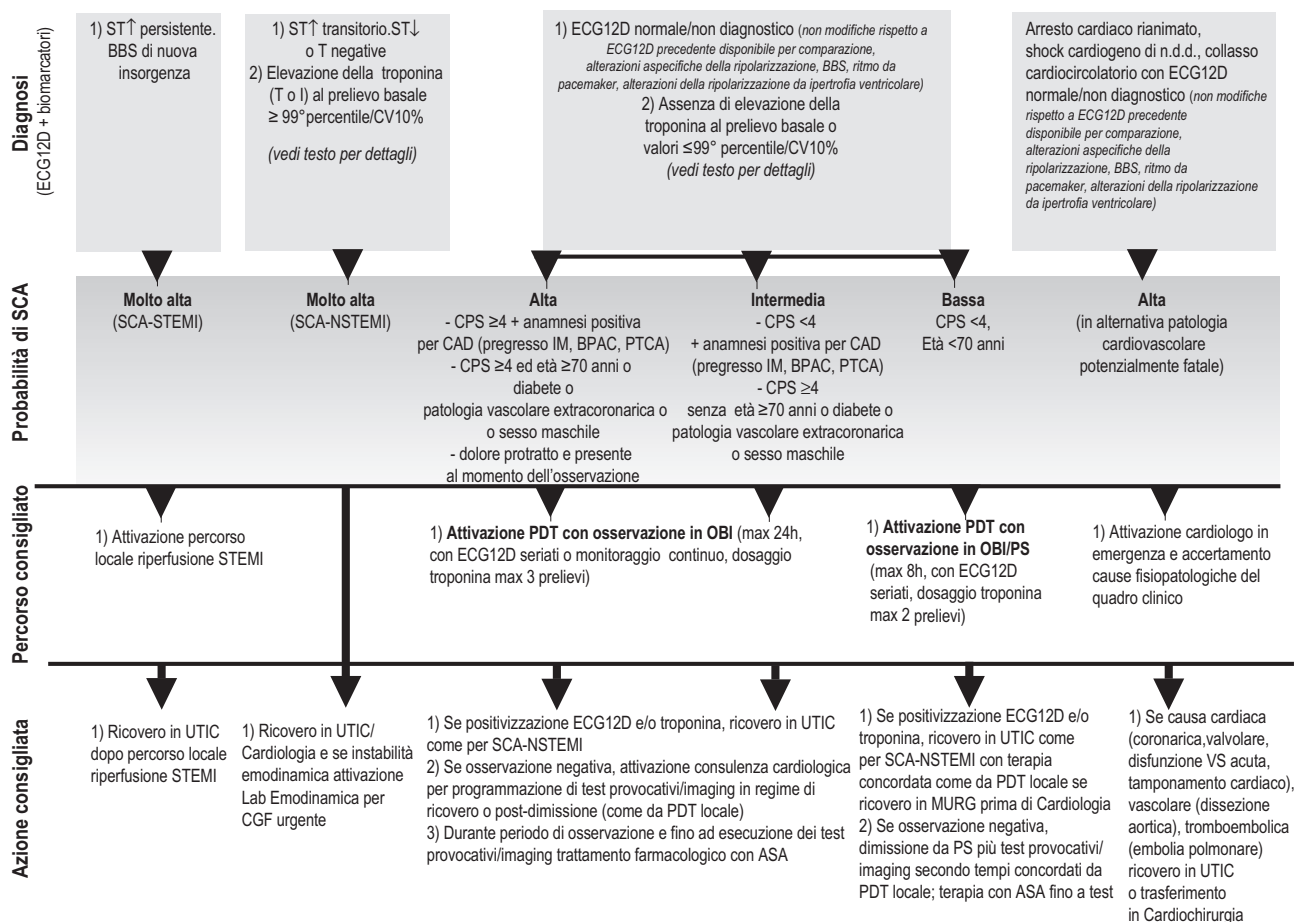 Diagnosi
(ECG12D + biomarcatori)
1) ST↑ persistente.
BBS di nuova
insorgenza
1) ST↑ transitorio.ST↓
o T negative
2) Elevazione della troponina
(T o I) al prelievo basale
≥ 99°percentile/CV10%
(vedi testo per dettagli)
1) ECG12D normale/non diagnostico (non modifiche rispetto a
ECG12D precedente disponibile per comparazione,
alterazioni aspecifiche della ripolarizzazione, BBS, ritmo da
pacemaker, alterazioni della ripolarizzazione da ipertrofia ventricolare)
2) Assenza di elevazione della
troponina al prelievo basale o
valori ≤99° percentile/CV10%
(vedi testo per dettagli)
Arresto cardiaco rianimato,
shock cardiogeno di n.d.d., collasso
cardiocircolatorio con ECG12D
normale/non diagnostico (non modifiche
rispetto a ECG12D precedente
disponibile per comparazione,
alterazioni aspecifiche della
ripolarizzazione, BBS, ritmo da
pacemaker, alterazioni della ripolarizzazione
da ipertrofia ventricolare)
Probabilità di SCA
Molto alta
(SCA-STEMI)
Molto alta
(SCA-NSTEMI)
Alta
- CPS ≥4 + anamnesi positiva
per CAD (pregresso IM, BPAC, PTCA)
- CPS ≥4 ed età ≥70 anni o
diabete o
patologia vascolare extracoronarica o
o sesso maschile
- dolore protratto e presente
al momento dell'osservazione
Intermedia
- CPS <4
+ anamnesi positiva per CAD
(pregresso IM, BPAC, PTCA)
- CPS ≥4
senza età ≥70 anni o diabete o
patologia vascolare extracoronarica
o sesso maschile
Bassa
CPS <4,
Età <70 anni
Alta
(in alternativa patologia
cardiovascolare
potenzialmente fatale)
Percorso consigliato
1) Attivazione percorso
locale riperfusione STEMI
1) Attivazione PDT con osservazione in OBI (max 24h,
con ECG12D seriati o monitoraggio continuo, dosaggio
troponina max 3 prelievi)
1) Attivazione PDT con
osservazione in OBI/PS
(max 8h, con ECG12D
seriati, dosaggio troponina
max 2 prelievi)
1) Attivazione cardiologo in
emergenza e accertamento
cause fisiopatologiche del
quadro clinico
Azione consigliata
1) Ricovero in UTIC
dopo percorso locale
riperfusione STEMI
1) Ricovero in UTIC/
Cardiologia e se instabilità
emodinamica attivazione
Lab Emodinamica per
CGF urgente
1) Se positivizzazione ECG12D e/o troponina, ricovero in UTIC
come per SCA-NSTEMI
2) Se osservazione negativa, attivazione consulenza cardiologica
per programmazione di test provocativi/imaging in regime di
ricovero o post-dimissione (come da PDT locale)
3) Durante periodo di osservazione e fino ad esecuzione dei test
provocativi/imaging trattamento farmacologico con ASA
1) Se positivizzazione ECG12D e/o
troponina, ricovero in UTIC come
per SCA-NSTEMI con terapia
concordata come da PDT locale se
ricovero in MURG prima di Cardiologia
2) Se osservazione negativa,
dimissione da PS più test provocativi/
imaging secondo tempi concordati da
PDT locale; terapia con ASA fino a test
1) Se causa cardiaca
(coronarica,valvolare,
disfunzione VS acuta,
tamponamento cardiaco),
vascolare (dissezione
aortica), tromboembolica
(embolia polmonare)
ricovero in UTIC
o trasferimento
in Cardiochirurgia